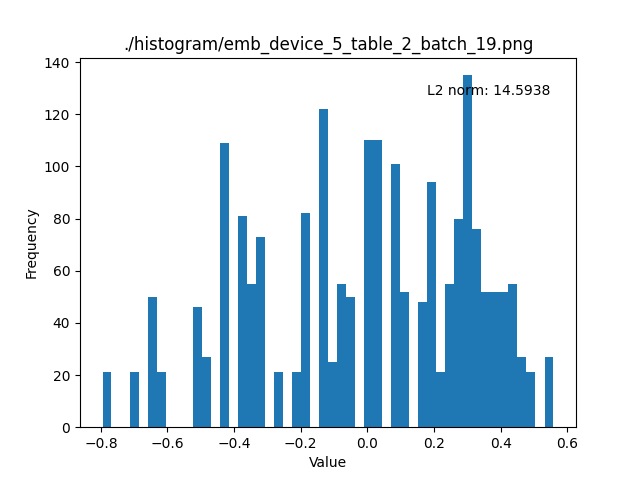 ./histogram/emb_device_5_table_2_batch_19.png
L2 norm: 14.5938
140
120
100
80
60
40
20
0
Frequency
−0.8 −0.6 −0.4 −0.2 0.0 0.2 0.4 0.6
Value